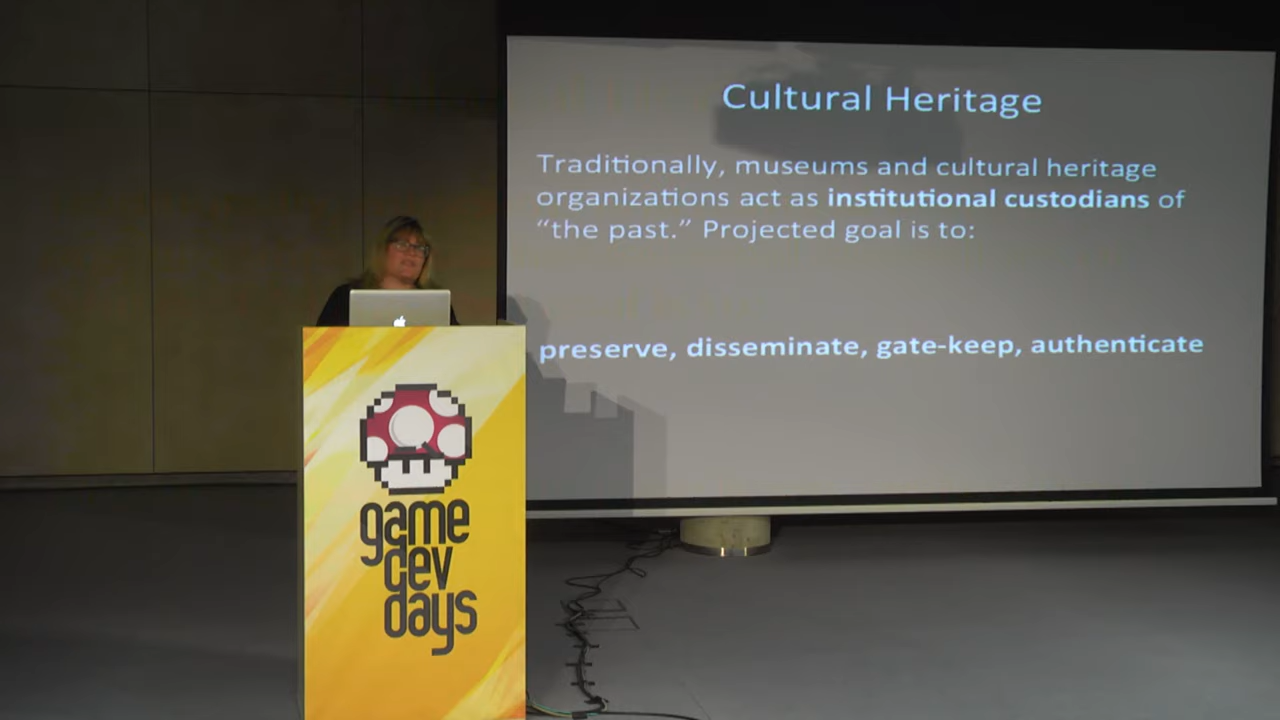 Cultural Heritage
Traditionally, museums and cultural heritage
organizations act as institutional custodians of
“the past.” Projected goal is to:
preserve, disseminate, gate-keep, authenticate
game
dev
days